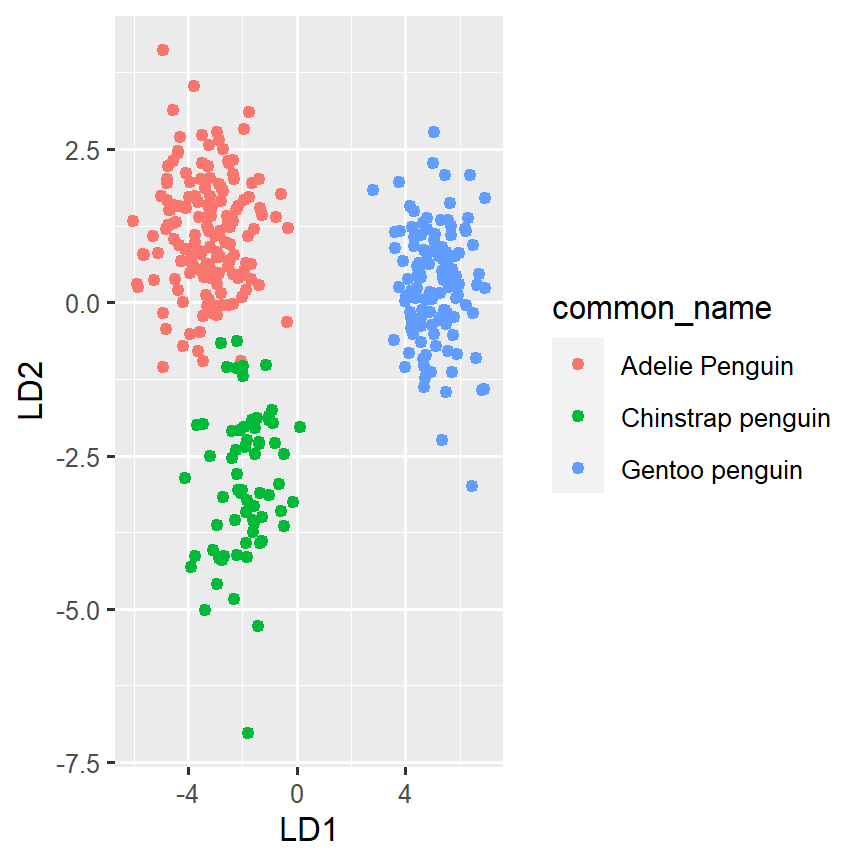 2.5
0.0
-2.5
-5.0
-7.5
LD2
-4 0 4
LD1
common_name
Adelie Penguin
Chinstrap penguin
Gentoo penguin